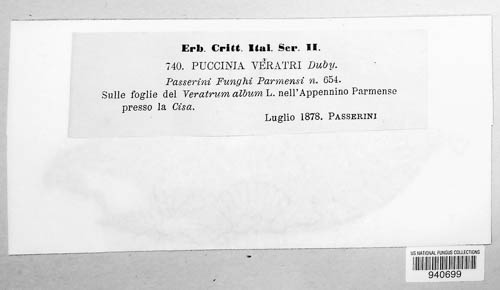 Erb. Critt. Ital. Ser. II.
740. PUCCINIA VERATRI Duby.
Passerini Funghi Parmensi n. 654.
Sulle foglie del Veratrum album L. nell'Appennino Parmense
presso la Cisa.
Luglio 1878. PASSERINI
US NATIONAL FUNGUS COLLECTIONS
940699